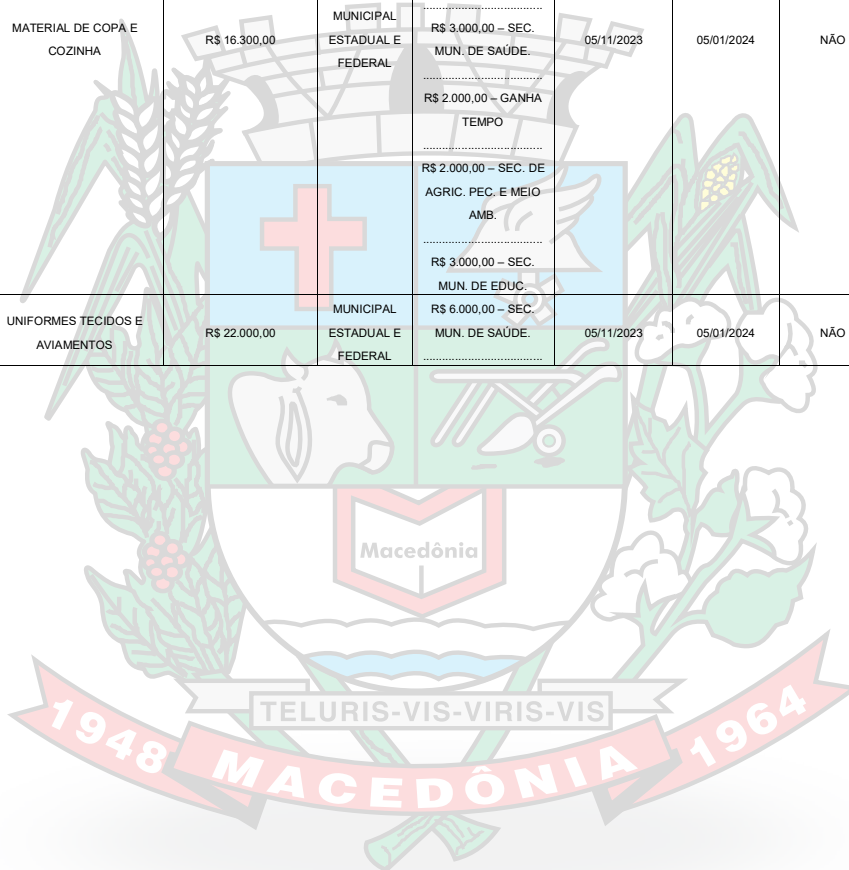 MATERIAL DE COPA E
COZINHA
R$ 16.300,00
MUNICIPAL
ESTADUAL E
FEDERAL
......................................
R$ 3.000,00 – SEC.
MUN. DE SAÚDE.
......................................
R$ 2.000,00 – GANHA
TEMPO
......................................
R$ 2.000,00 – SEC. DE
AGRIC. PEC. E MEIO
AMB.
......................................
R$ 3.000,00 – SEC.
MUN. DE EDUC.
05/11/2023
05/01/2024
NÃO
UNIFORMES TECIDOS E
AVIAMENTOS
R$ 22.000,00
MUNICIPAL
ESTADUAL E
FEDERAL
R$ 6.000,00 – SEC.
MUN. DE SAÚDE.
......................................
05/11/2023
05/01/2024
NÃO
Macedônia
TELURIS-VIS-VIRIS-VIS
1948 MACEDÔNIA 1964